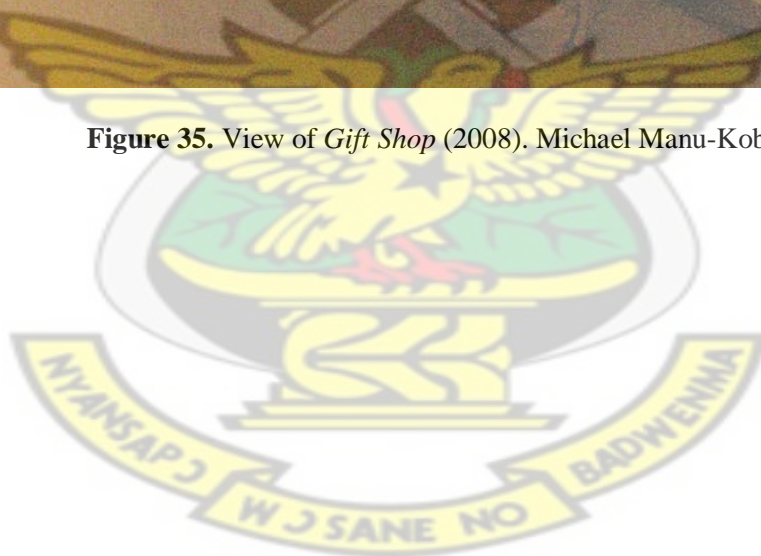 Figure 35. View of Gift Shop (2008). Michael Manu-Kob
NYANSAPƆ
WƆSANE NO
BADWENMA